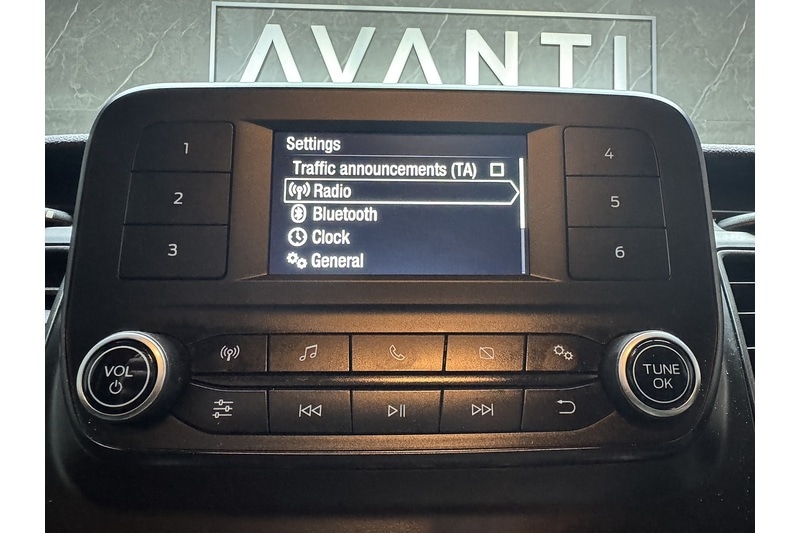 AVANTI
Settings
Traffic announcements (TA)
Radio
Bluetooth
Clock
General
1
2
3
4
5
6
VOL
TUNE
OK